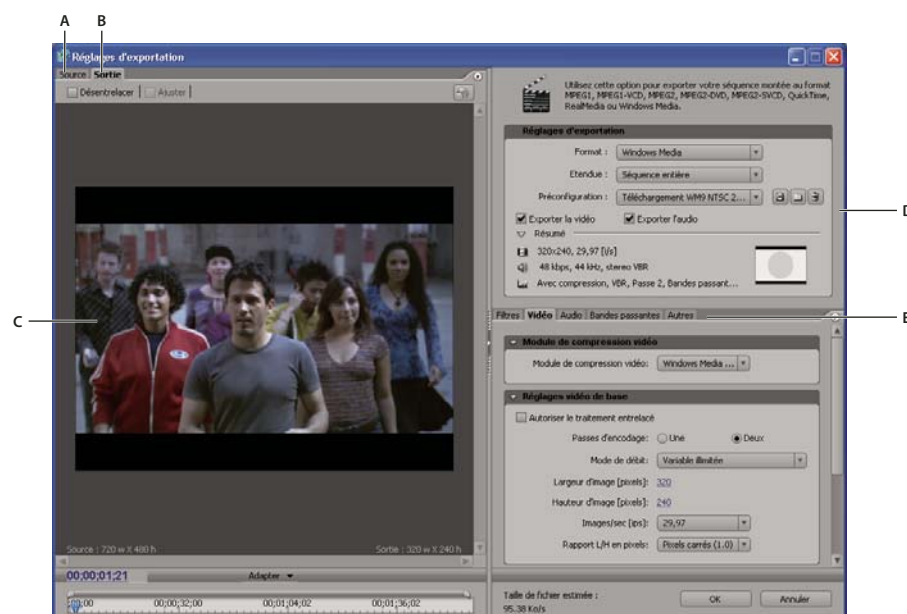 A
B
Réglages d'exportation
Source Sortie
Désentrelacer Ajuster
Utilisez cette option pour exporter votre séquence montée au format
MPEG1, MPEG1-VCD, MPEG2, MPEG2-DVD, MPEG2-SVCD, QuickTime,
RealMedia ou Windows Media.
Réglages d'exportation
Format : Windows Media
Etendue : Séquence entière
Préconfiguration : Téléchargement WM9 NTSC 2...
Exporter la vidéo Exporter l'audio
Résumé
320x240, 29,97 [i/s]
48 kbps, 44 kHz, stereo VBR
Avec compression, VBR, Passe 2, Bandes passant...
D
C
E
Filtres Vidéo Audio Bandes passantes Autres
Module de compression vidéo
Module de compression vidéo: Windows Media ...
Réglages vidéo de base
Autoriser le traitement entrelacé
Passes d'encodage: Une Deux
Mode de débit: Variable illimitée
Largeur d'image [pixels]: 320
Hauteur d'image [pixels]: 240
Images/sec [ips]: 29,97
Rapport L/H en pixels: Pixels carrés (1.0)
Source : 720 w X 480 h Sortie : 320 w X 240 h
00;00;01;21 Adapter
00;00 00;00;32;00 00;01;04;02 00;01;36;02
Taille de fichier estimée :
95.38 Ko/s
OK Annuler